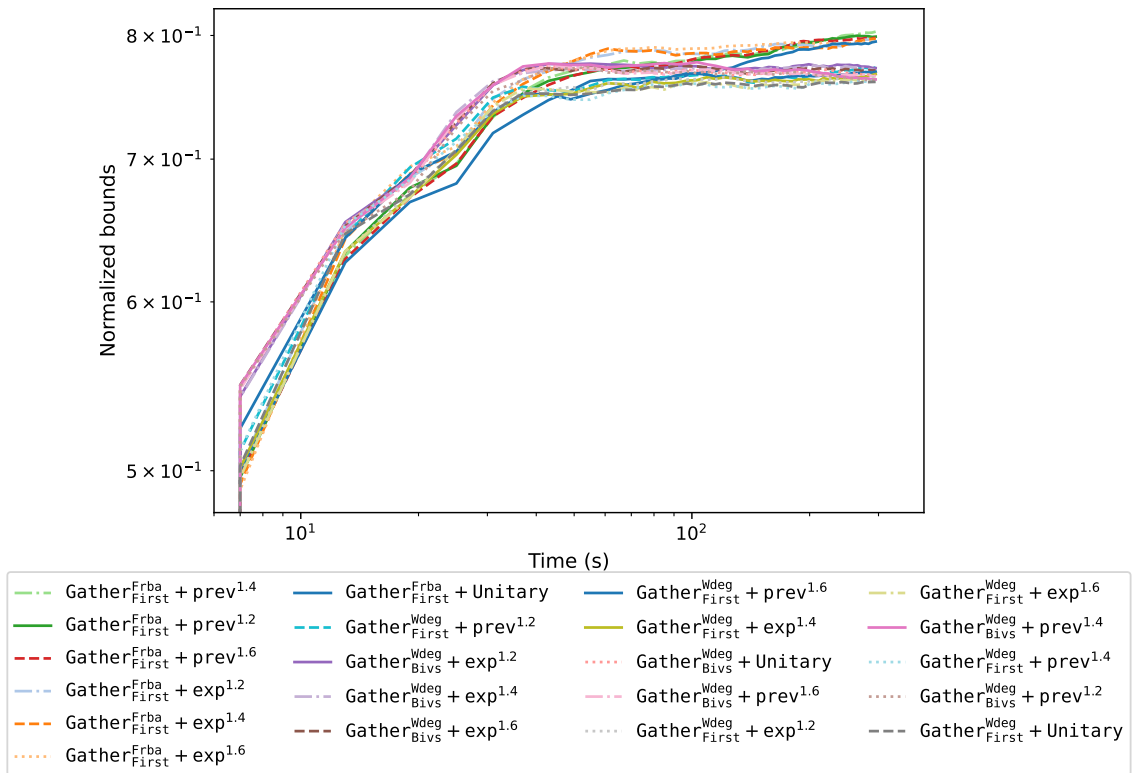 8 × 10⁻¹
7 × 10⁻¹
6 × 10⁻¹
5 × 10⁻¹
Normalized bounds
10¹
10²
Time (s)
Gather^Frba_First + prev^1.4
Gather^Frba_First + prev^1.2
Gather^Frba_First + prev^1.6
Gather^Frba_First + exp^1.2
Gather^Frba_First + exp^1.4
Gather^Frba_First + exp^1.6
Gather^Frba_First + Unitary
Gather^Wdeg_First + prev^1.2
Gather^Wdeg_Bivs + exp^1.2
Gather^Wdeg_Bivs + exp^1.4
Gather^Wdeg_Bivs + exp^1.6
Gather^Wdeg_First + prev^1.6
Gather^Wdeg_First + exp^1.4
Gather^Wdeg_Bivs + Unitary
Gather^Wdeg_Bivs + prev^1.6
Gather^Wdeg_First + exp^1.2
Gather^Wdeg_First + exp^1.6
Gather^Wdeg_Bivs + prev^1.4
Gather^Wdeg_First + prev^1.4
Gather^Wdeg_Bivs + prev^1.2
Gather^Wdeg_First + Unitary